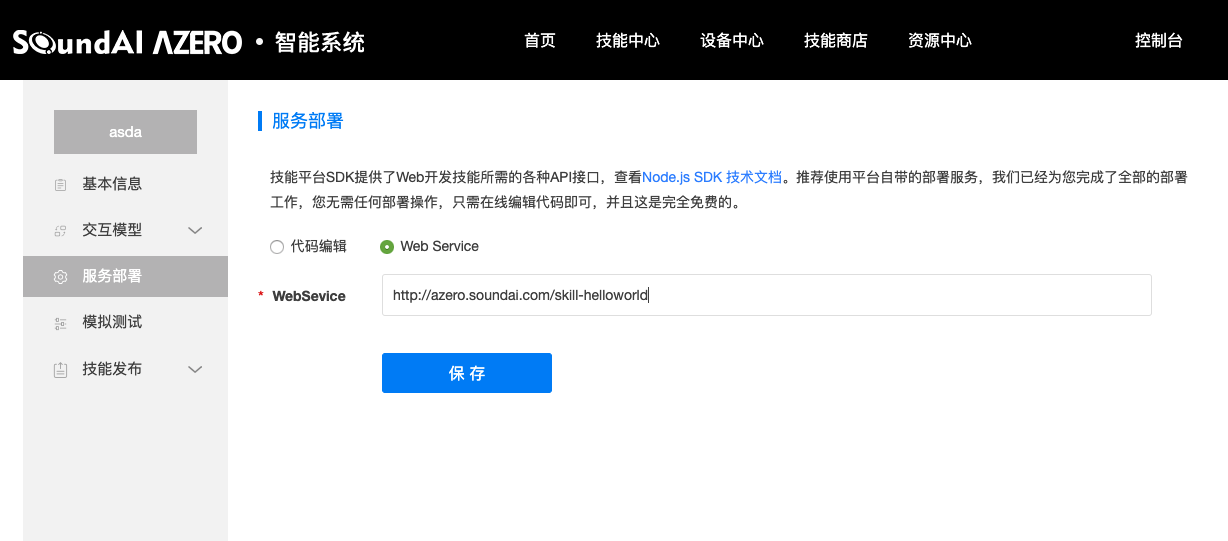 SoundAI AZERO • 智能系统
首页 技能中心 设备中心 技能商店 资源中心 控制台
asda
基本信息
交互模型
服务部署
模拟测试
技能发布
服务部署
技能平台SDK提供了Web开发技能所需的各种API接口，查看Node.js SDK 技术文档。推荐使用平台自带的部署服务，我们已经为您完成了全部的部署
工作，您无需任何部署操作，只需在线编辑代码即可，并且这是完全免费的。
代码编辑 Web Service
* WebSevice http://azero.soundai.com/skill-helloworld
保 存